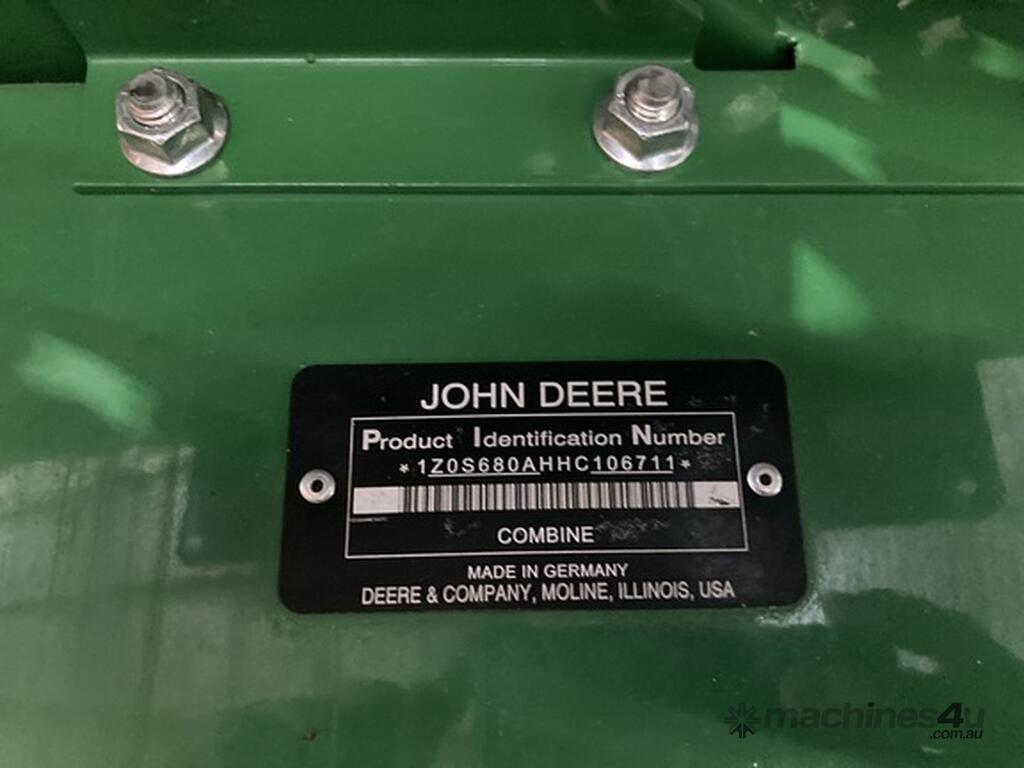 JOHN DEERE
Product Identification Number
*1Z0S680AHHC106711*
COMBINE
MADE IN GERMANY
DEERE & COMPANY, MOLINE, ILLINOIS, USA
machines4u
.com.au